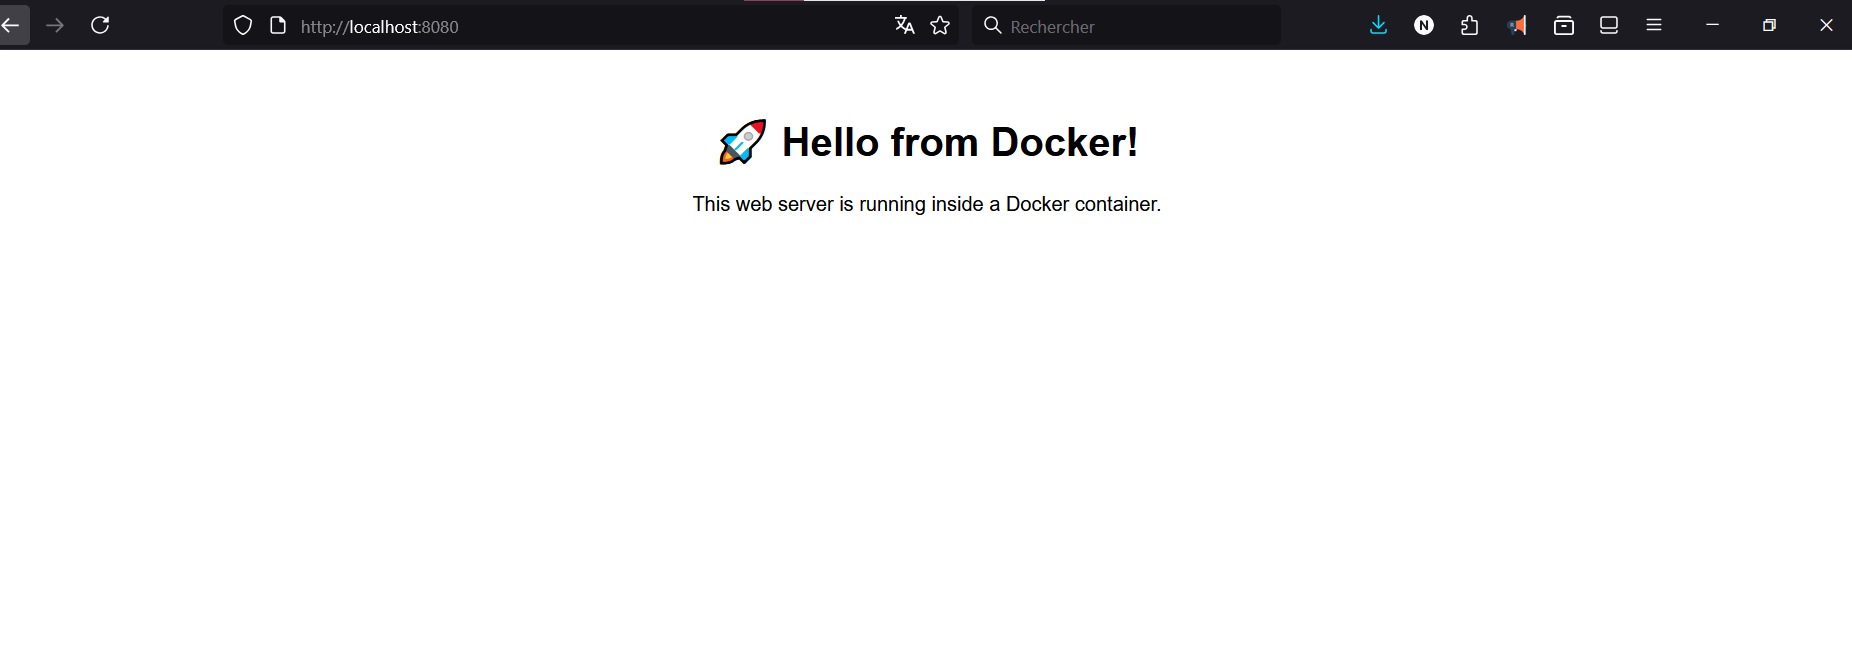 http://localhost:8080
Rechercher
N
🚀 Hello from Docker!
This web server is running inside a Docker container.